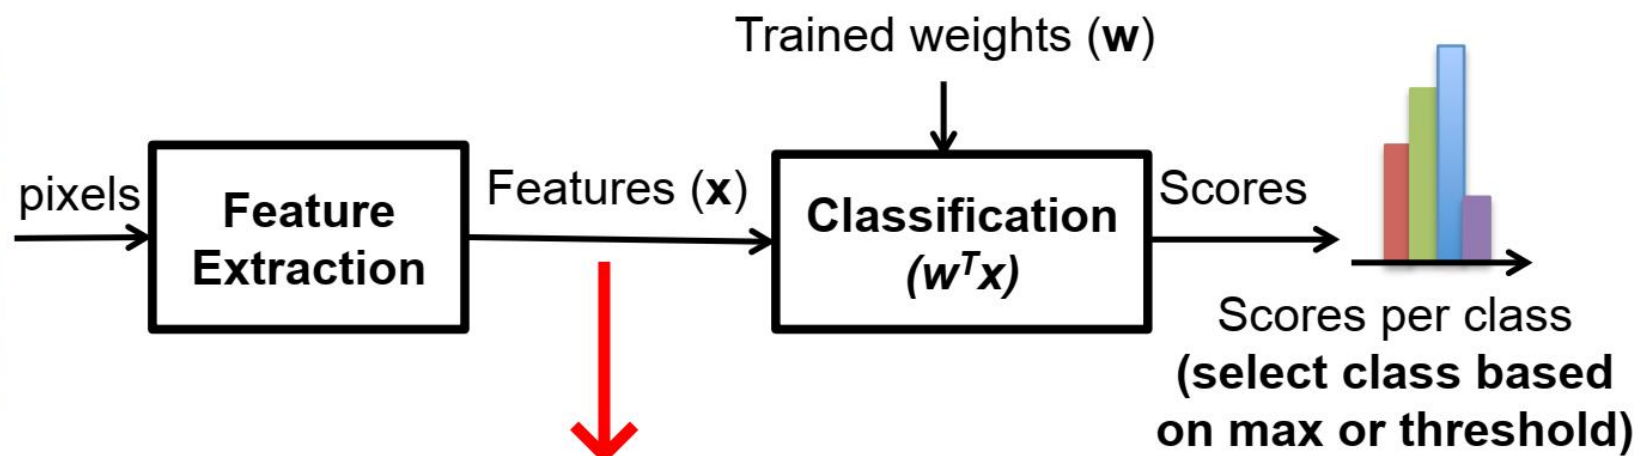 Trained weights (w)
pixels
Feature
Extraction
Features (x)
Classification
(wᵀx)
Scores
Scores per class
(select class based
on max or threshold)